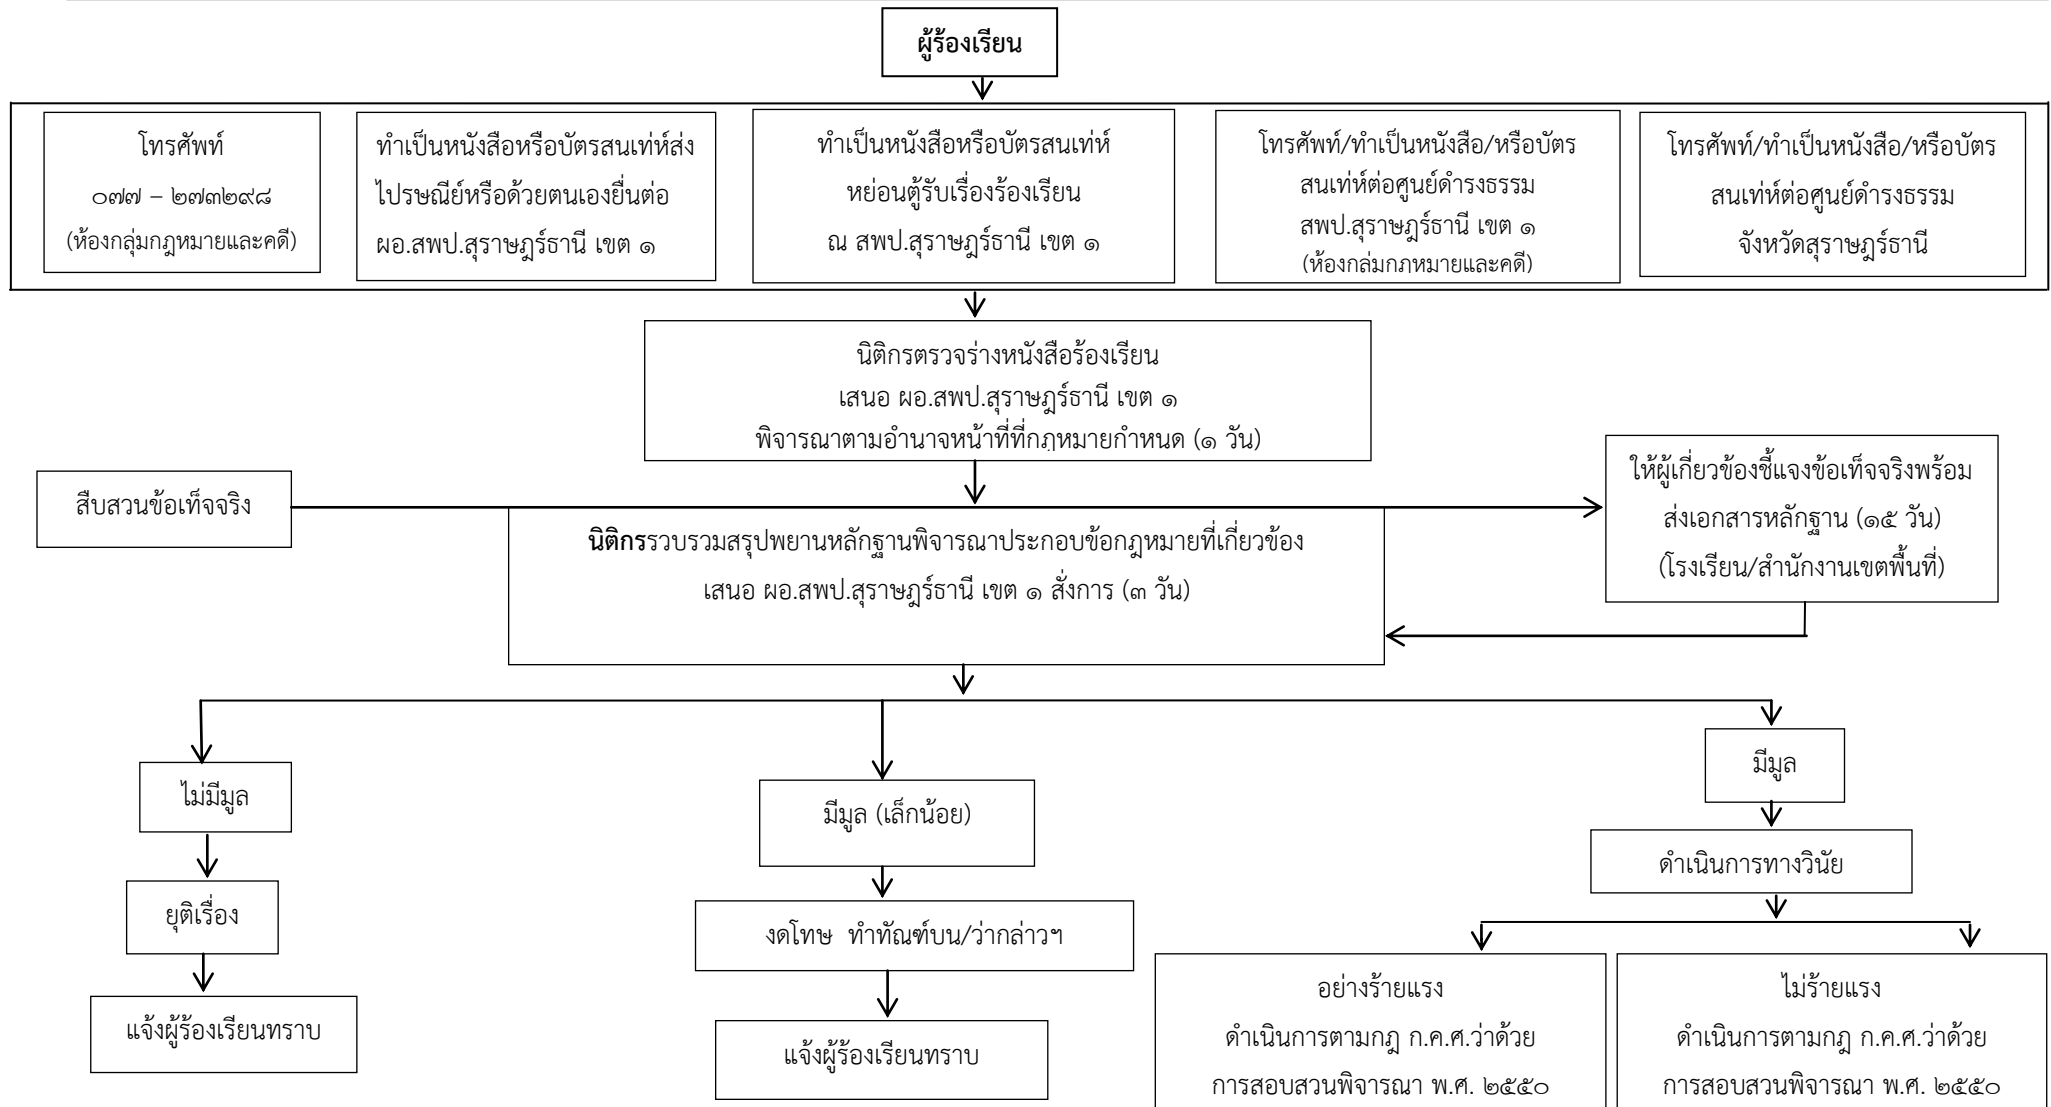 ผู้ร้องเรียน
โทรศัพท์
๐๗๗ – ๒๗๓๒๙๘
(ห้องกลุ่มกฎหมายและคดี)
ทำเป็นหนังสือหรือบัตรสนเท่ห์ส่ง
ไปรษณีย์หรือด้วยตนเองยื่นต่อ
ผอ.สพป.สุราษฎร์ธานี เขต ๑
ทำเป็นหนังสือหรือบัตรสนเท่ห์
หย่อนตู้รับเรื่องร้องเรียน
ณ สพป.สุราษฎร์ธานี เขต ๑
โทรศัพท์/ทำเป็นหนังสือ/หรือบัตร
สนเท่ห์ต่อศูนย์ดำรงธรรม
สพป.สุราษฎร์ธานี เขต ๑
(ห้องกลุ่มกฎหมายและคดี)
โทรศัพท์/ทำเป็นหนังสือ/หรือบัตร
สนเท่ห์ต่อศูนย์ดำรงธรรม
จังหวัดสุราษฎร์ธานี
นิติกรตรวจร่างหนังสือร้องเรียน
เสนอ ผอ.สพป.สุราษฎร์ธานี เขต ๑
พิจารณาตามอำนาจหน้าที่ที่กฎหมายกำหนด (๑ วัน)
สืบสวนข้อเท็จจริง
ให้ผู้เกี่ยวข้องชี้แจงข้อเท็จจริงพร้อม
ส่งเอกสารหลักฐาน (๑๕ วัน)
(โรงเรียน/สำนักงานเขตพื้นที่)
นิติกรรวบรวมสรุปพยานหลักฐานพิจารณาประกอบข้อกฎหมายที่เกี่ยวข้อง
เสนอ ผอ.สพป.สุราษฎร์ธานี เขต ๑ สั่งการ (๓ วัน)
ไม่มีมูล
ยุติเรื่อง
แจ้งผู้ร้องเรียนทราบ
มีมูล (เล็กน้อย)
งดโทษ ทำทัณฑ์บน/ว่ากล่าวฯ
แจ้งผู้ร้องเรียนทราบ
มีมูล
ดำเนินการทางวินัย
อย่างร้ายแรง
ดำเนินการตามกฎ ก.ค.ศ.ว่าด้วย
การสอบสวนพิจารณา พ.ศ. ๒๕๕๐
ไม่ร้ายแรง
ดำเนินการตามกฎ ก.ค.ศ.ว่าด้วย
การสอบสวนพิจารณา พ.ศ. ๒๕๕๐